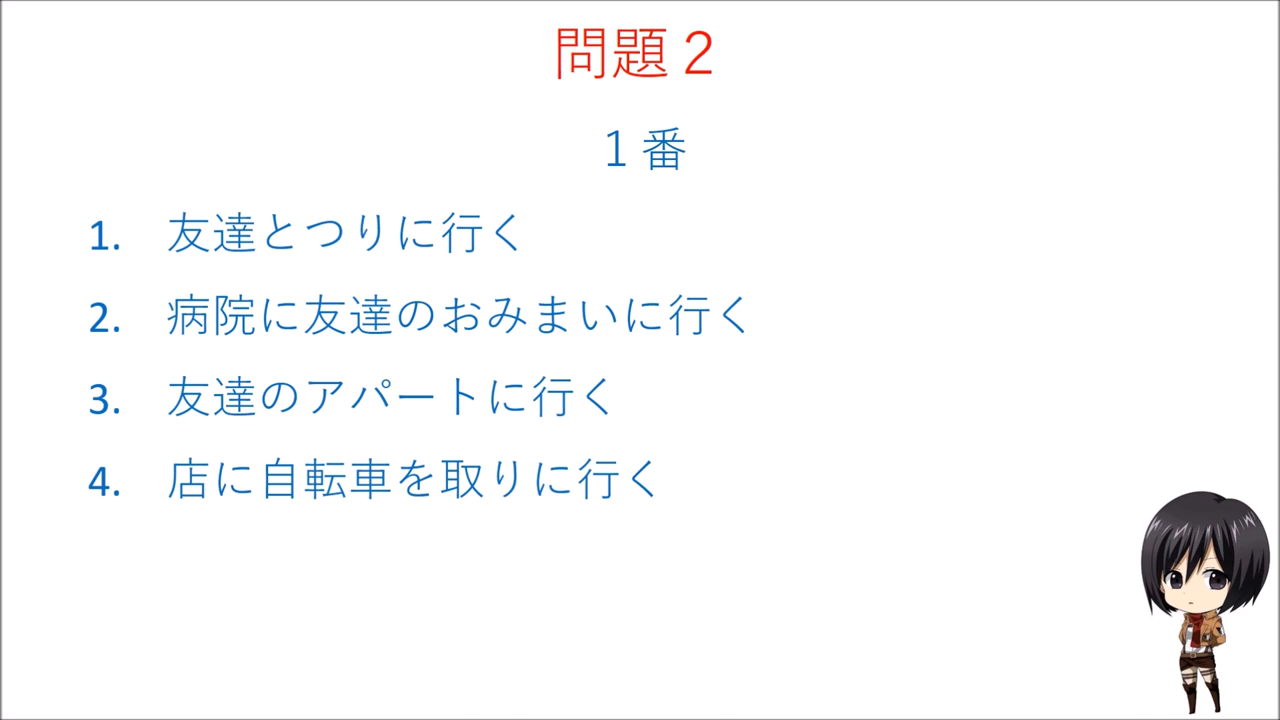 問題２
１番
1. 友達とつりに行く
2. 病院に友達のおみまいに行く
3. 友達のアパートに行く
4. 店に自転車を取りに行く